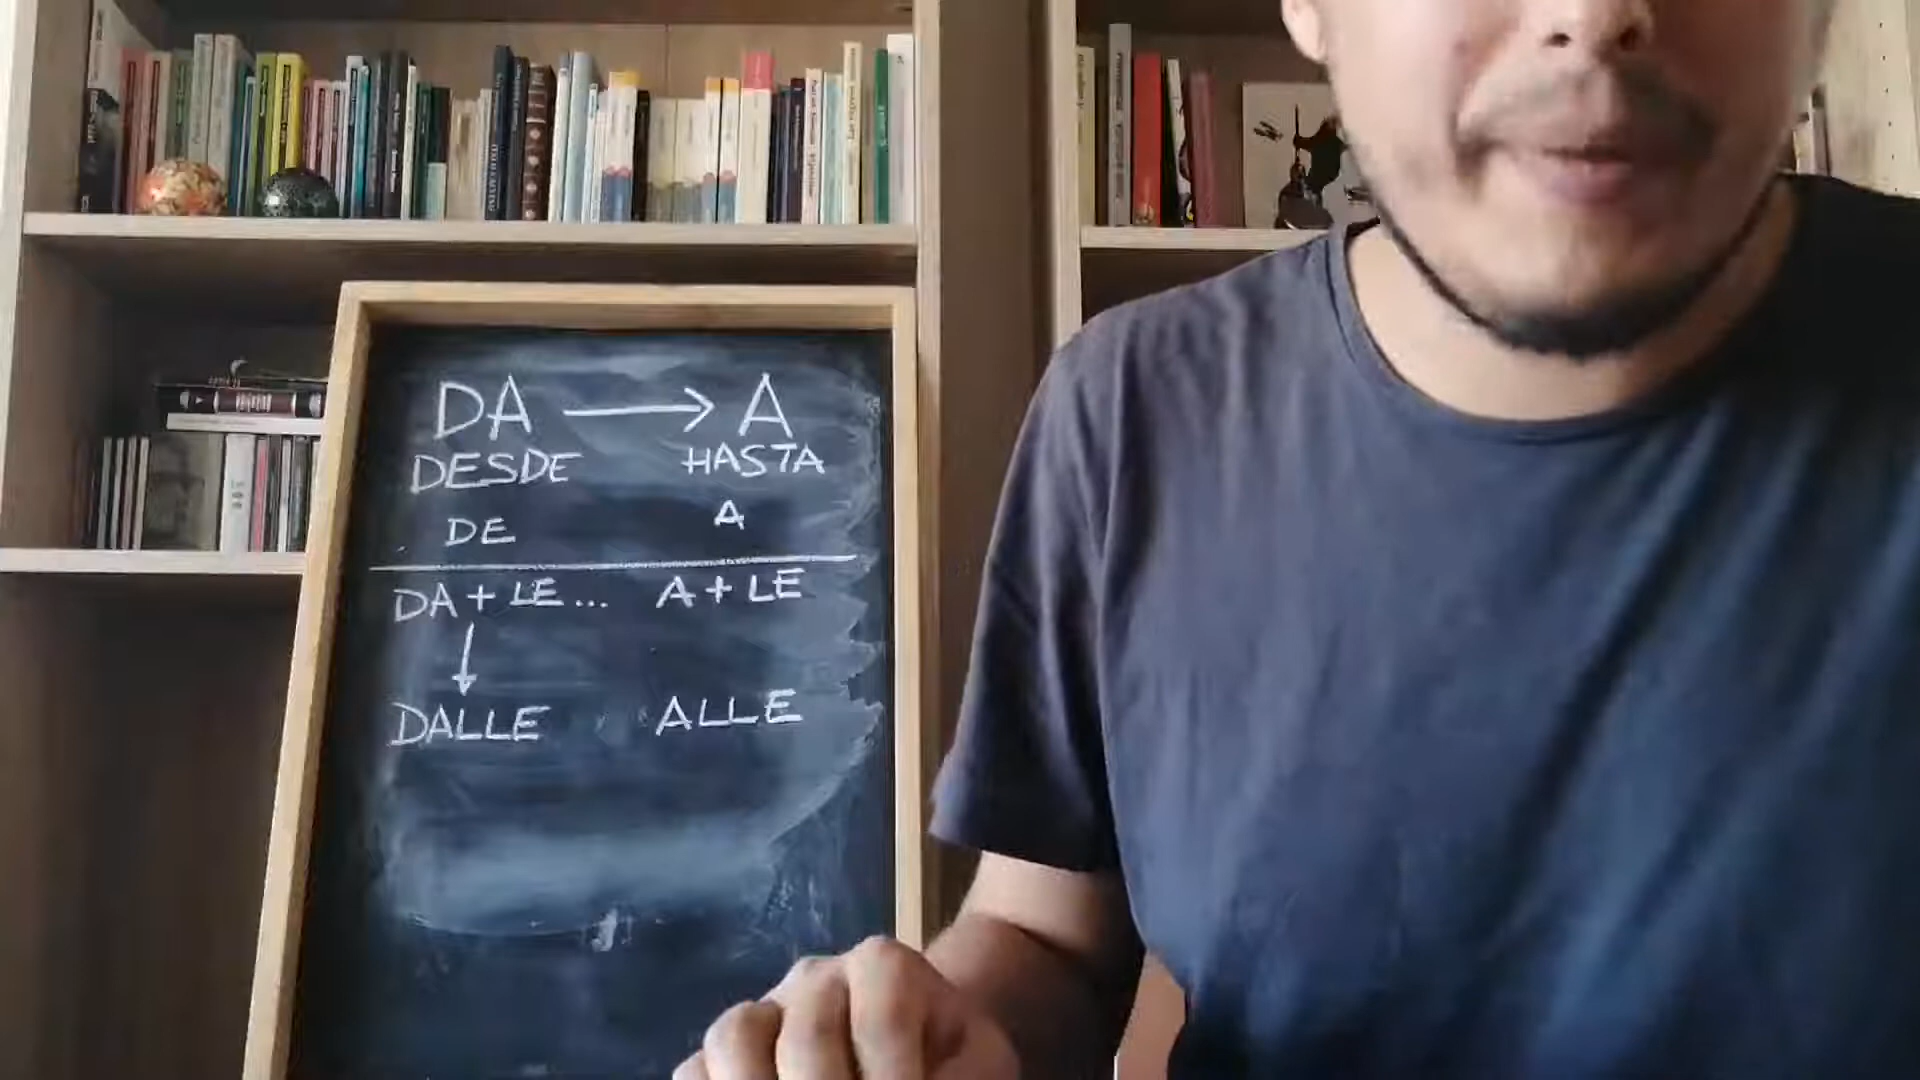 DA → A
DESDE HASTA
DE A
DA + LE... A + LE
↓
DALLE ALLE